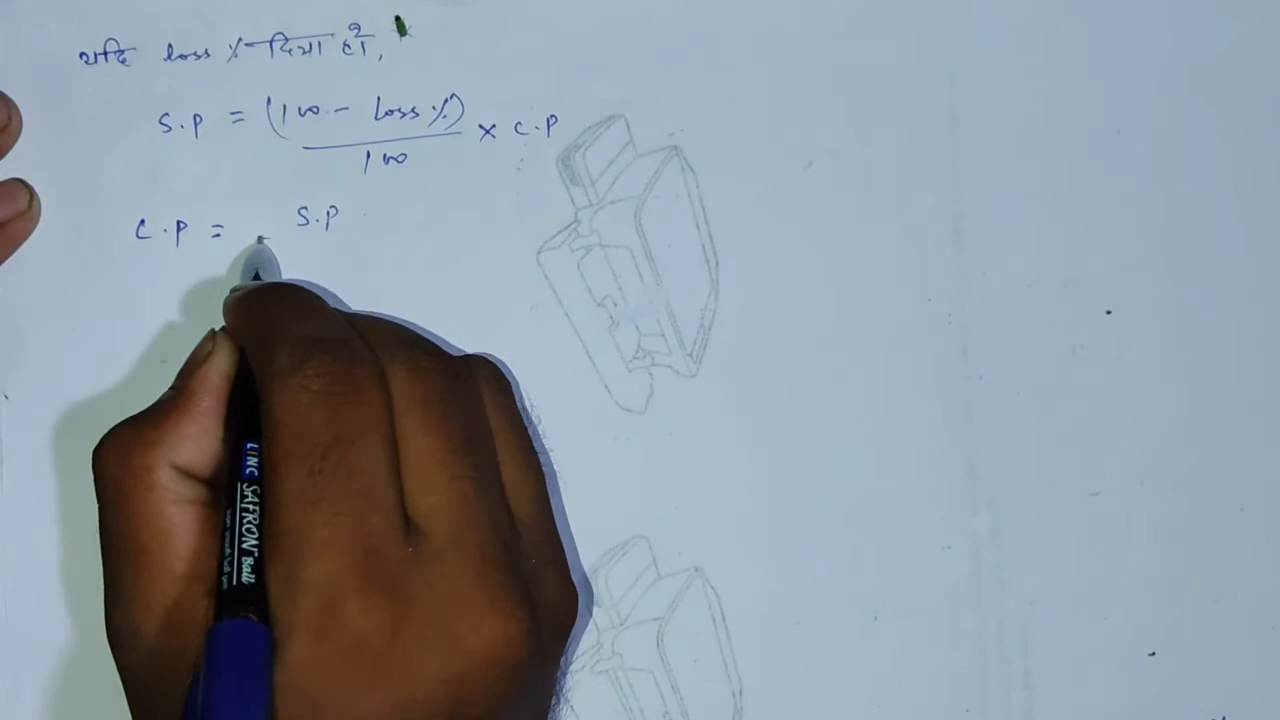 यदि loss % दिया हो,
S.P = (100 - loss %) / 100 × C.P
C.P = S.P
LINC SAFRON Ball